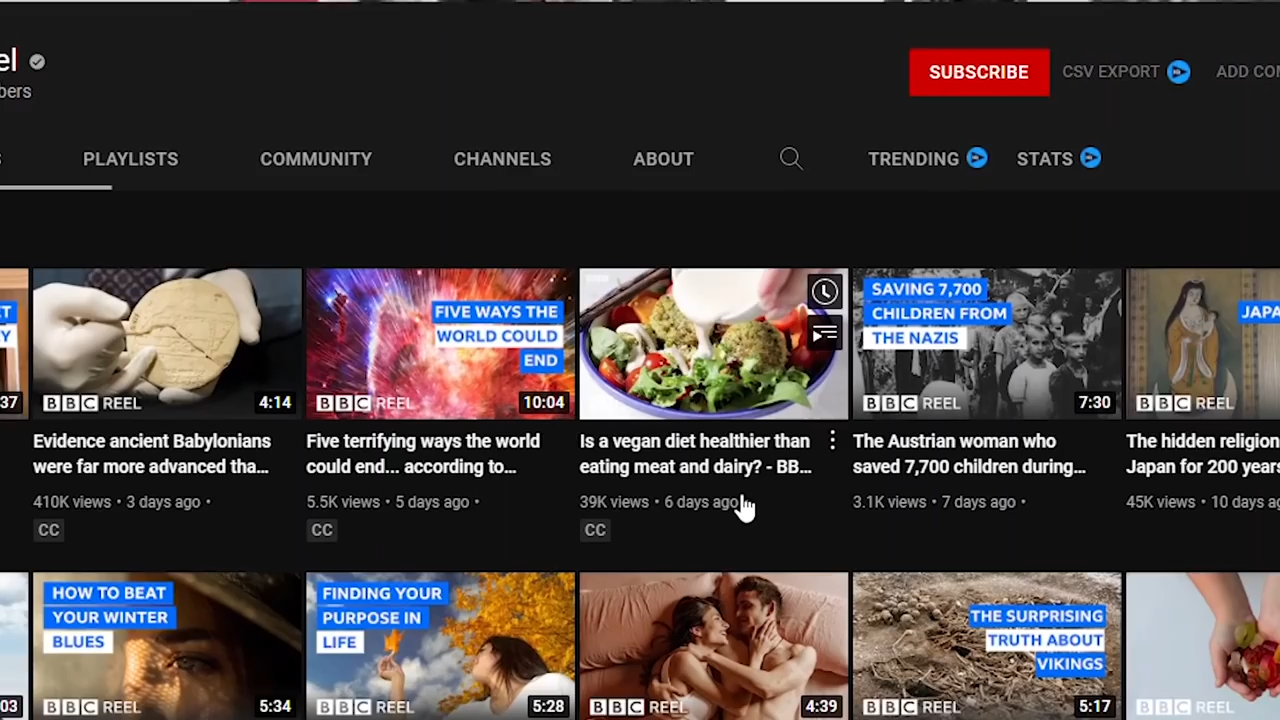 el
bers
SUBSCRIBE
CSV EXPORT
ADD CO
S
PLAYLISTS
COMMUNITY
CHANNELS
ABOUT
TRENDING
STATS
ET
Y
37
BBC REEL
4:14
FIVE WAYS THE
WORLD COULD
END
BBC REEL
10:04
SAVING 7,700
CHILDREN FROM
THE NAZIS
BBC REEL
7:30
JAPA
BBC REEL
Evidence ancient Babylonians
were far more advanced tha...
410K views • 3 days ago •
CC
Five terrifying ways the world
could end... according to...
5.5K views • 5 days ago •
CC
Is a vegan diet healthier than
eating meat and dairy? - BB...
39K views • 6 days ago
CC
The Austrian woman who
saved 7,700 children during...
3.1K views • 7 days ago •
The hidden religion
Japan for 200 years
45K views • 10 days ag
03
HOW TO BEAT
YOUR WINTER
BLUES
BBC REEL
5:34
FINDING YOUR
PURPOSE IN
LIFE
BBC REEL
5:28
BBC REEL
4:39
THE SURPRISING
TRUTH ABOUT
VIKINGS
BBC REEL
5:17
BBC REEL